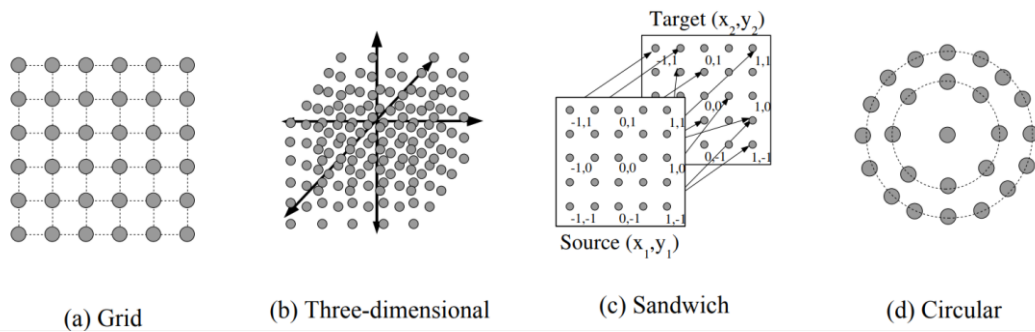 Target (x2,y2)
-1,1 0,1 1,1
0,0 1,0
0,-1 1,-1
-1,1 0,1 1,1
-1,0 0,0 1,0
-1,-1 0,-1 1,-1
Source (x1,y1)
(a) Grid
(b) Three-dimensional
(c) Sandwich
(d) Circular